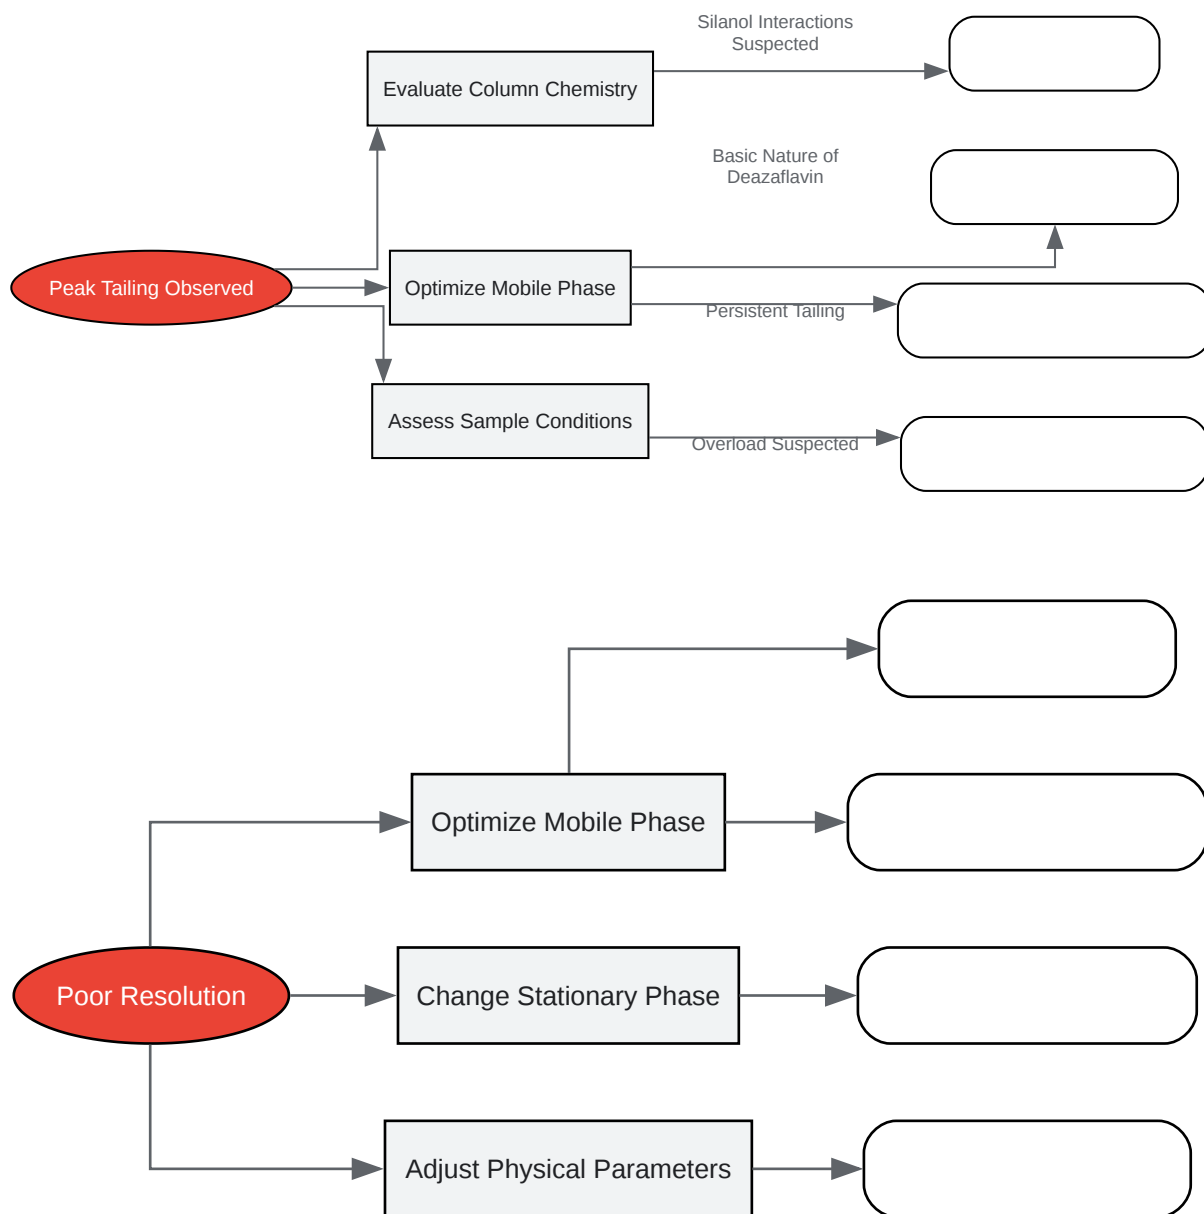 Silanol Interactions
Suspected
Evaluate Column Chemistry
Basic Nature of
Deazaflavin
Peak Tailing Observed
Optimize Mobile Phase
Persistent Tailing
Assess Sample Conditions
Overload Suspected
Optimize Mobile Phase
Poor Resolution
Change Stationary Phase
Adjust Physical Parameters